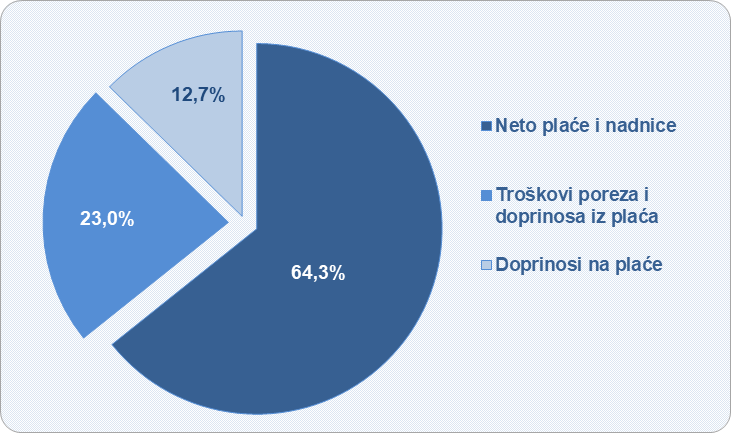 12,7%
23,0%
64,3%
Neto plaće i nadnice
Troškovi poreza i
doprinosa iz plaća
Doprinosi na plaće